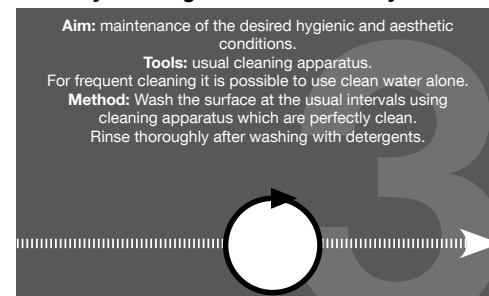 Aim: maintenance of the desired hygienic and aesthetic
conditions.
Tools: usual cleaning apparatus.
For frequent cleaning it is possible to use clean water alone.
Method: Wash the surface at the usual intervals using
cleaning apparatus which are perfectly clean.
Rinse thoroughly after washing with detergents.
3